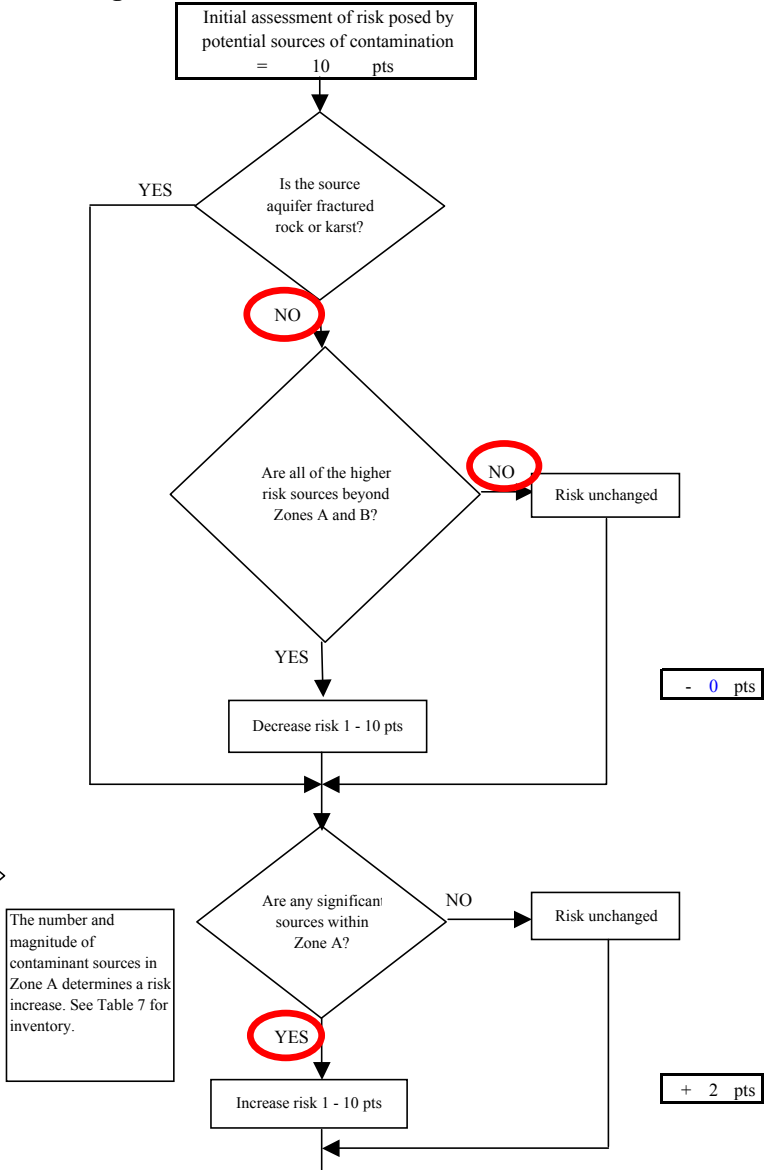 Initial assessment of risk posed by
potential sources of contamination
= 10 pts
YES
Is the source
aquifer fractured
rock or karst?
NO
Are all of the higher
risk sources beyond
Zones A and B?
NO
Risk unchanged
YES
- 0 pts
Decrease risk 1 - 10 pts
Are any significant
sources within
Zone A?
NO
Risk unchanged
The number and
magnitude of
contaminant sources in
Zone A determines a risk
increase. See Table 7 for
inventory.
YES
+ 2 pts
Increase risk 1 - 10 pts